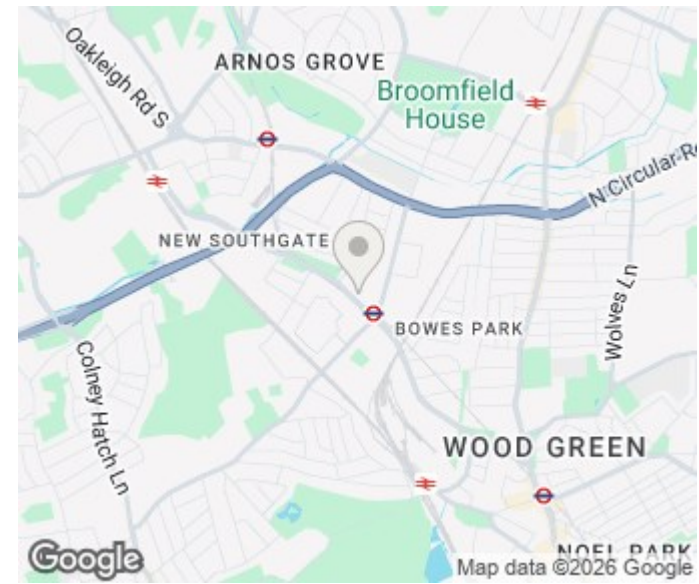 Oakleigh Rd S
ARNOS GROVE
Broomfield
House
N Circular Rd
NEW SOUTHGATE
Wolves Ln
BOWES PARK
Colney Hatch Ln
WOOD GREEN
NOEL PARK
Google
Map data ©2026 Google